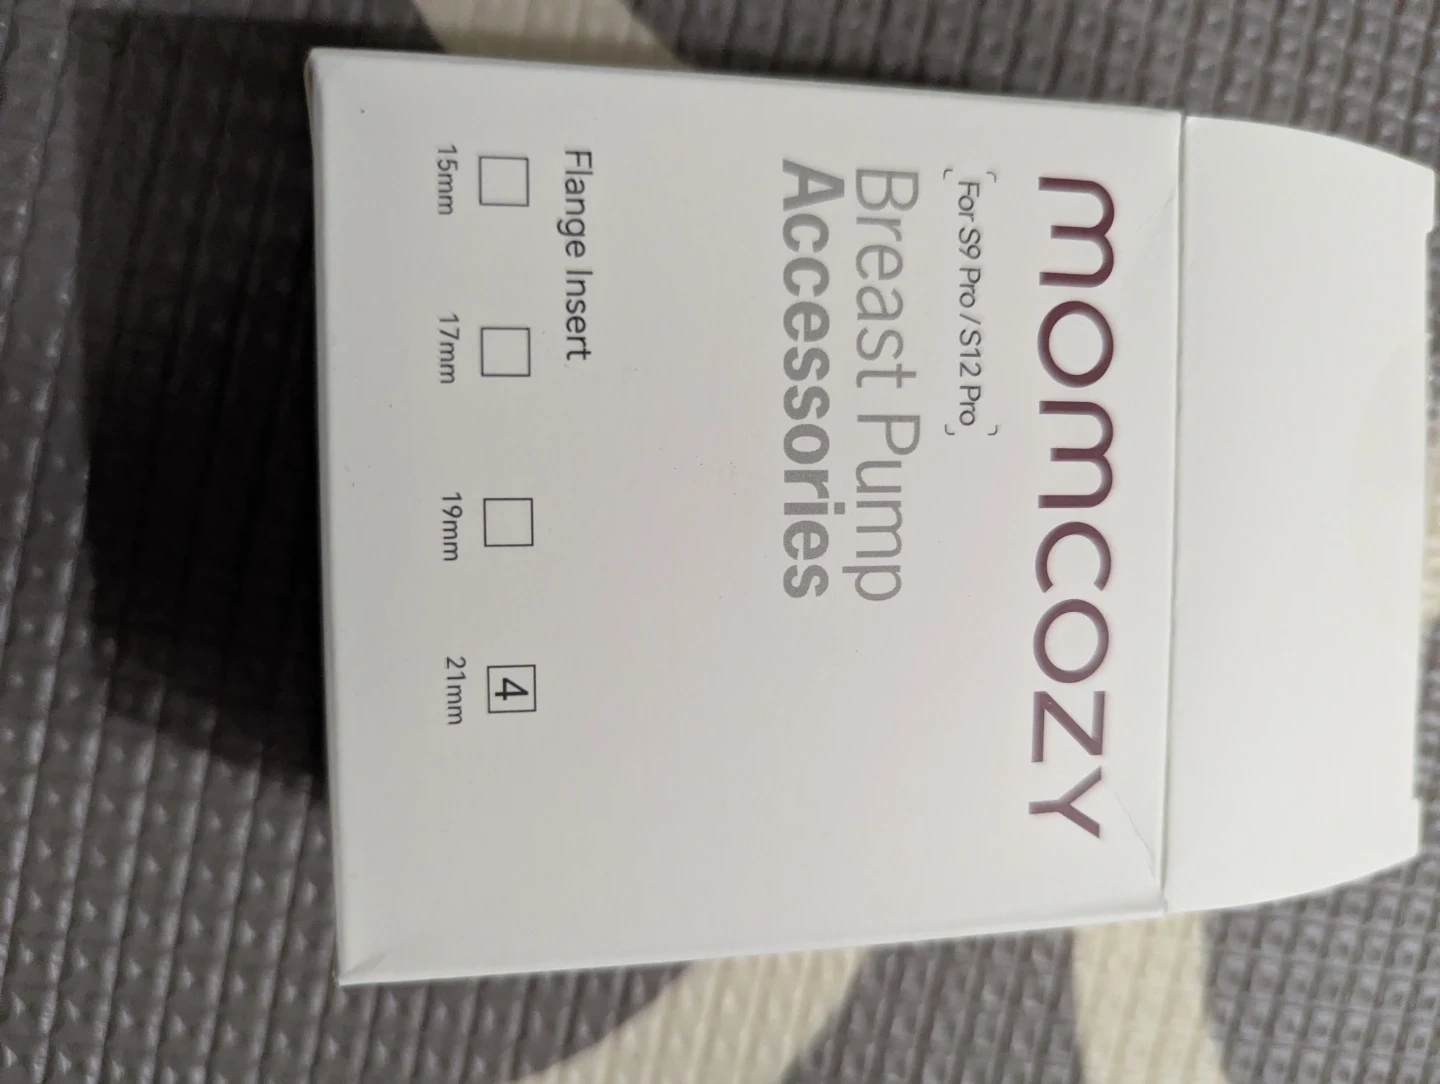 momcozy
For S9 Pro / S12 Pro
Breast Pump
Accessories
Flange Insert
4
15mm 17mm 19mm 21mm